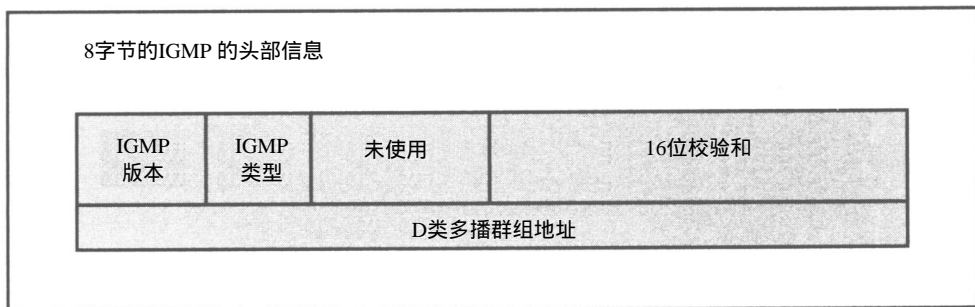 8字节的IGMP 的头部信息
IGMP
版本
IGMP
类型
未使用
16位校验和
D类多播群组地址